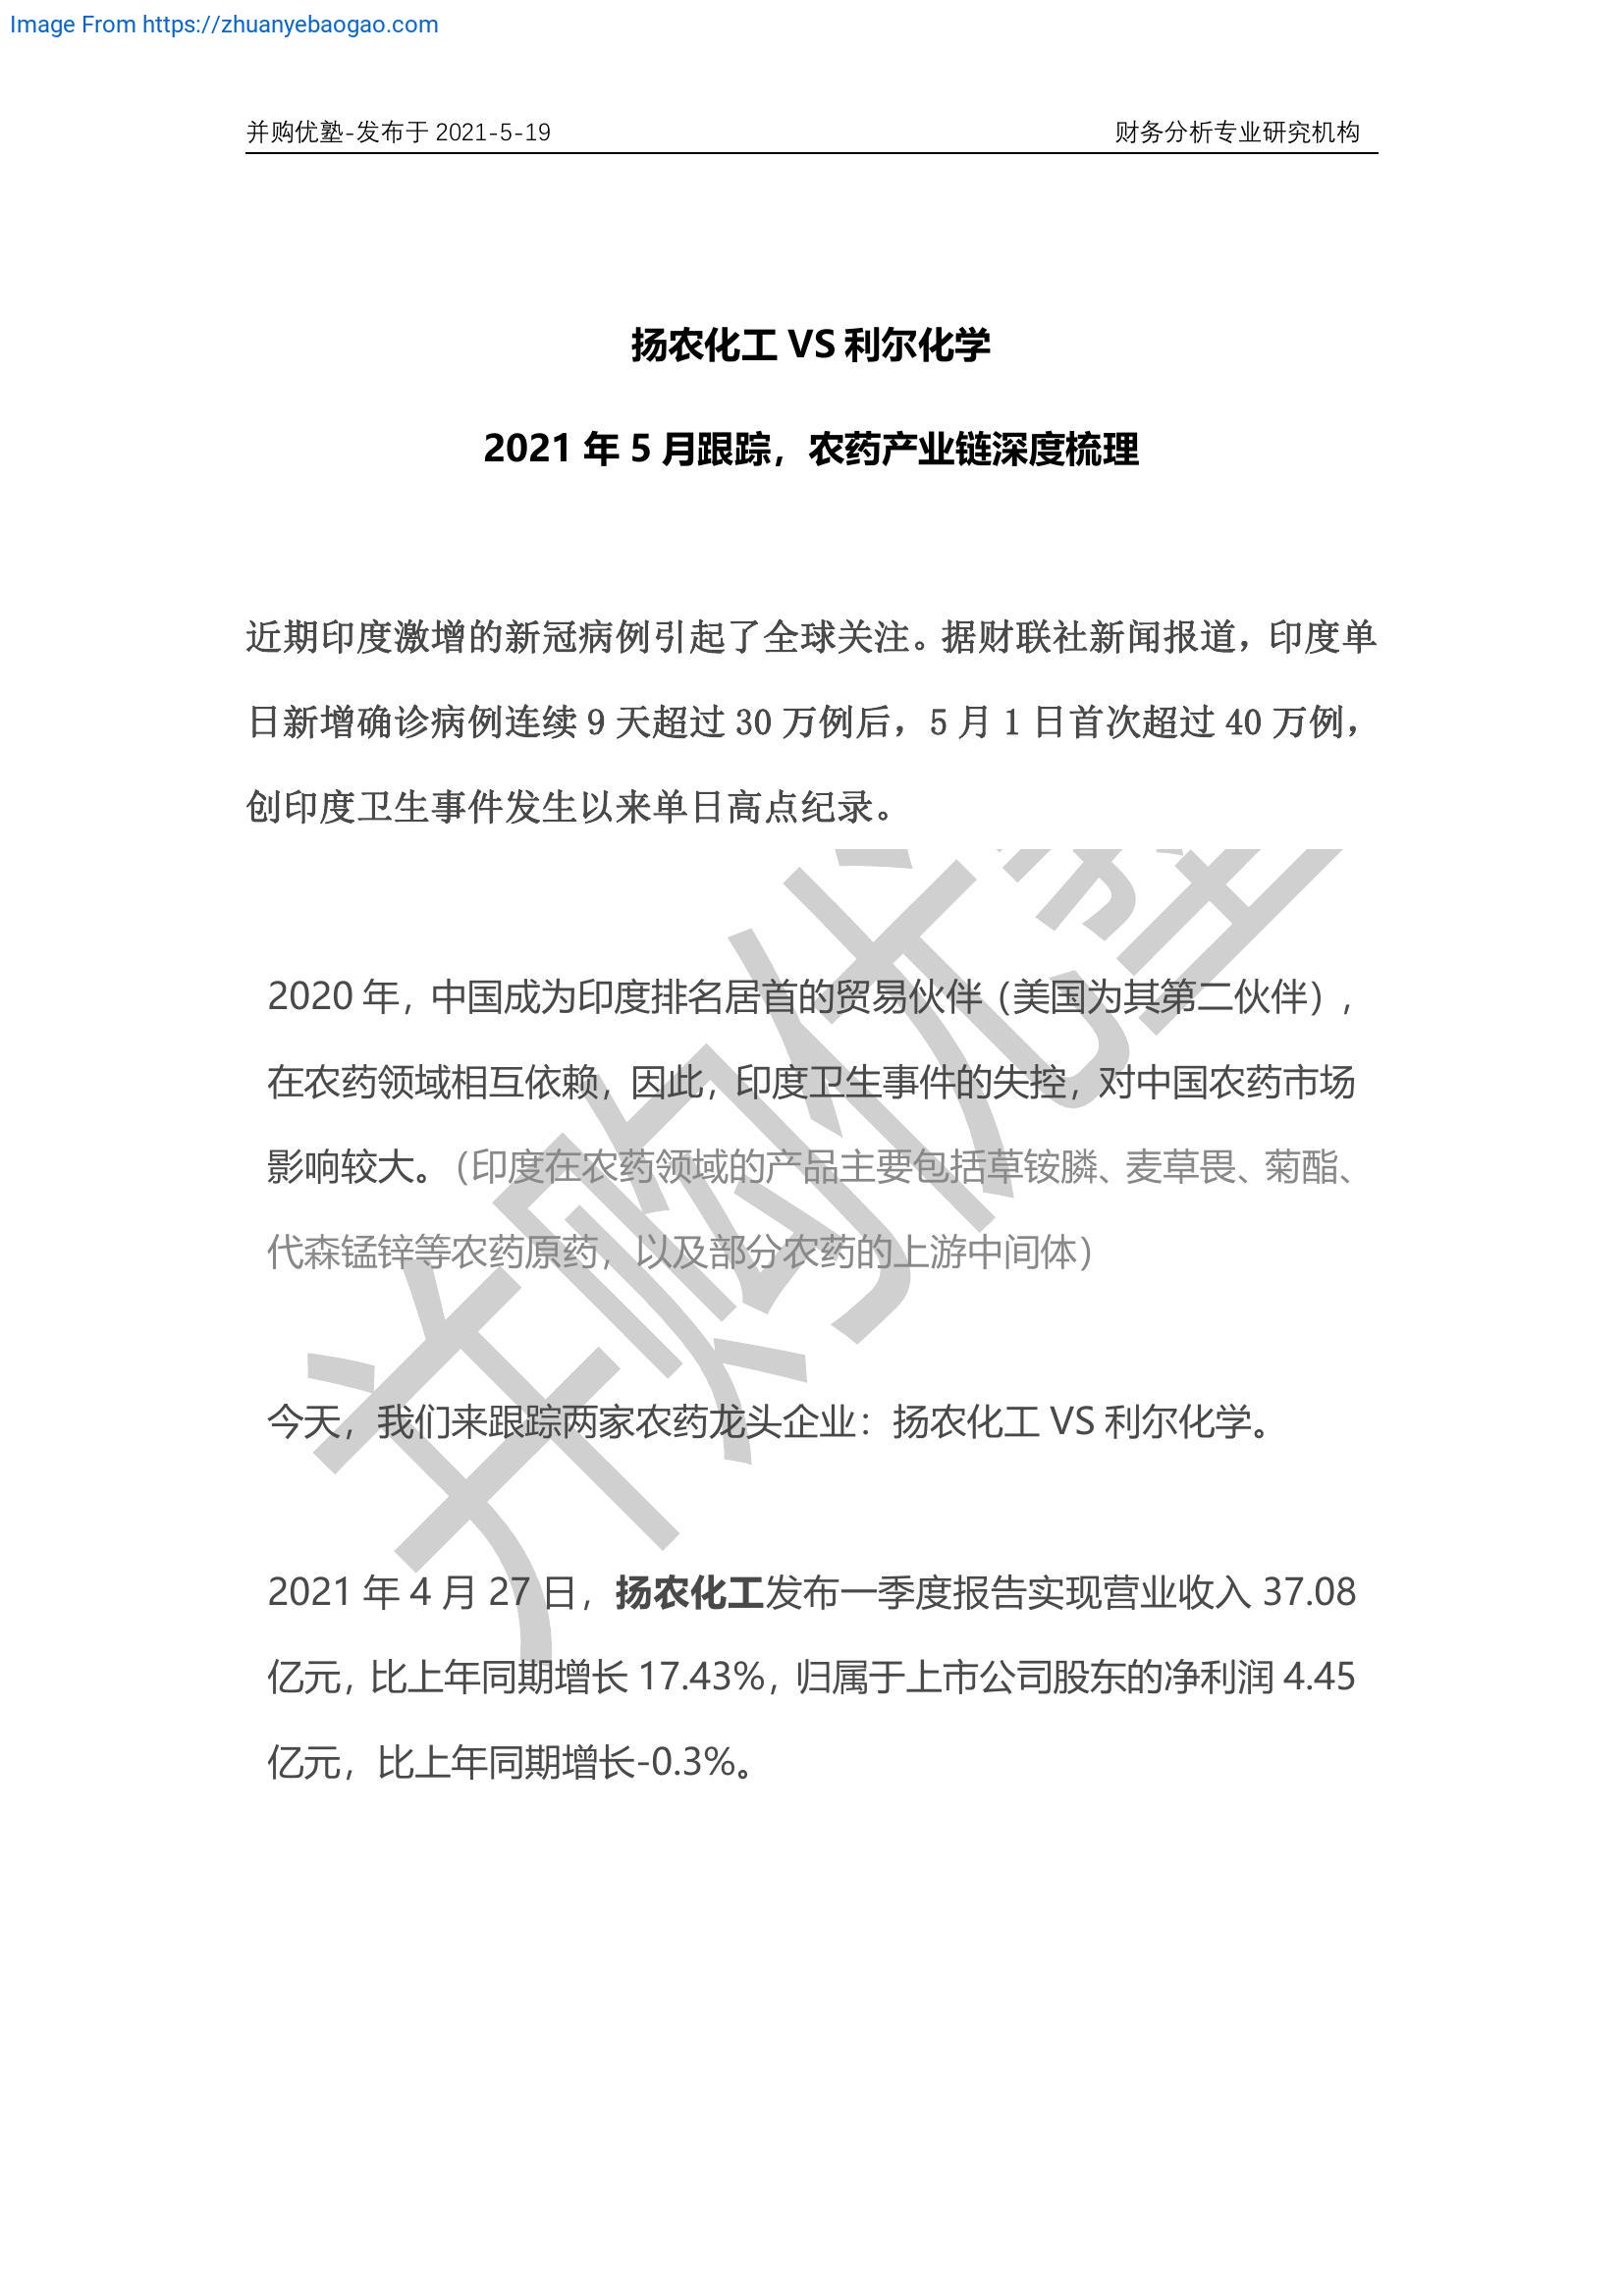 Image From https://zhuanyebaogao.com
并购优塾-发布于 2021-5-19 财务分析专业研究机构
扬农化工 VS 利尔化学
2021 年 5 月跟踪，农药产业链深度梳理
近期印度激增的新冠病例引起了全球关注。据财联社新闻报道，印度单
日新增确诊病例连续 9 天超过 30 万例后，5 月 1 日首次超过 40 万例，
创印度卫生事件发生以来单日高点纪录。
2020 年，中国成为印度排名居首的贸易伙伴（美国为其第二伙伴），
在农药领域相互依赖，因此，印度卫生事件的失控，对中国农药市场
影响较大。（印度在农药领域的产品主要包括草铵膦、麦草畏、菊酯、
代森锰锌等农药原药，以及部分农药的上游中间体）
今天，我们来跟踪两家农药龙头企业：扬农化工 VS 利尔化学。
2021 年 4 月 27 日，扬农化工发布一季度报告实现营业收入 37.08
亿元，比上年同期增长 17.43%，归属于上市公司股东的净利润 4.45
亿元，比上年同期增长-0.3%。
并购优塾